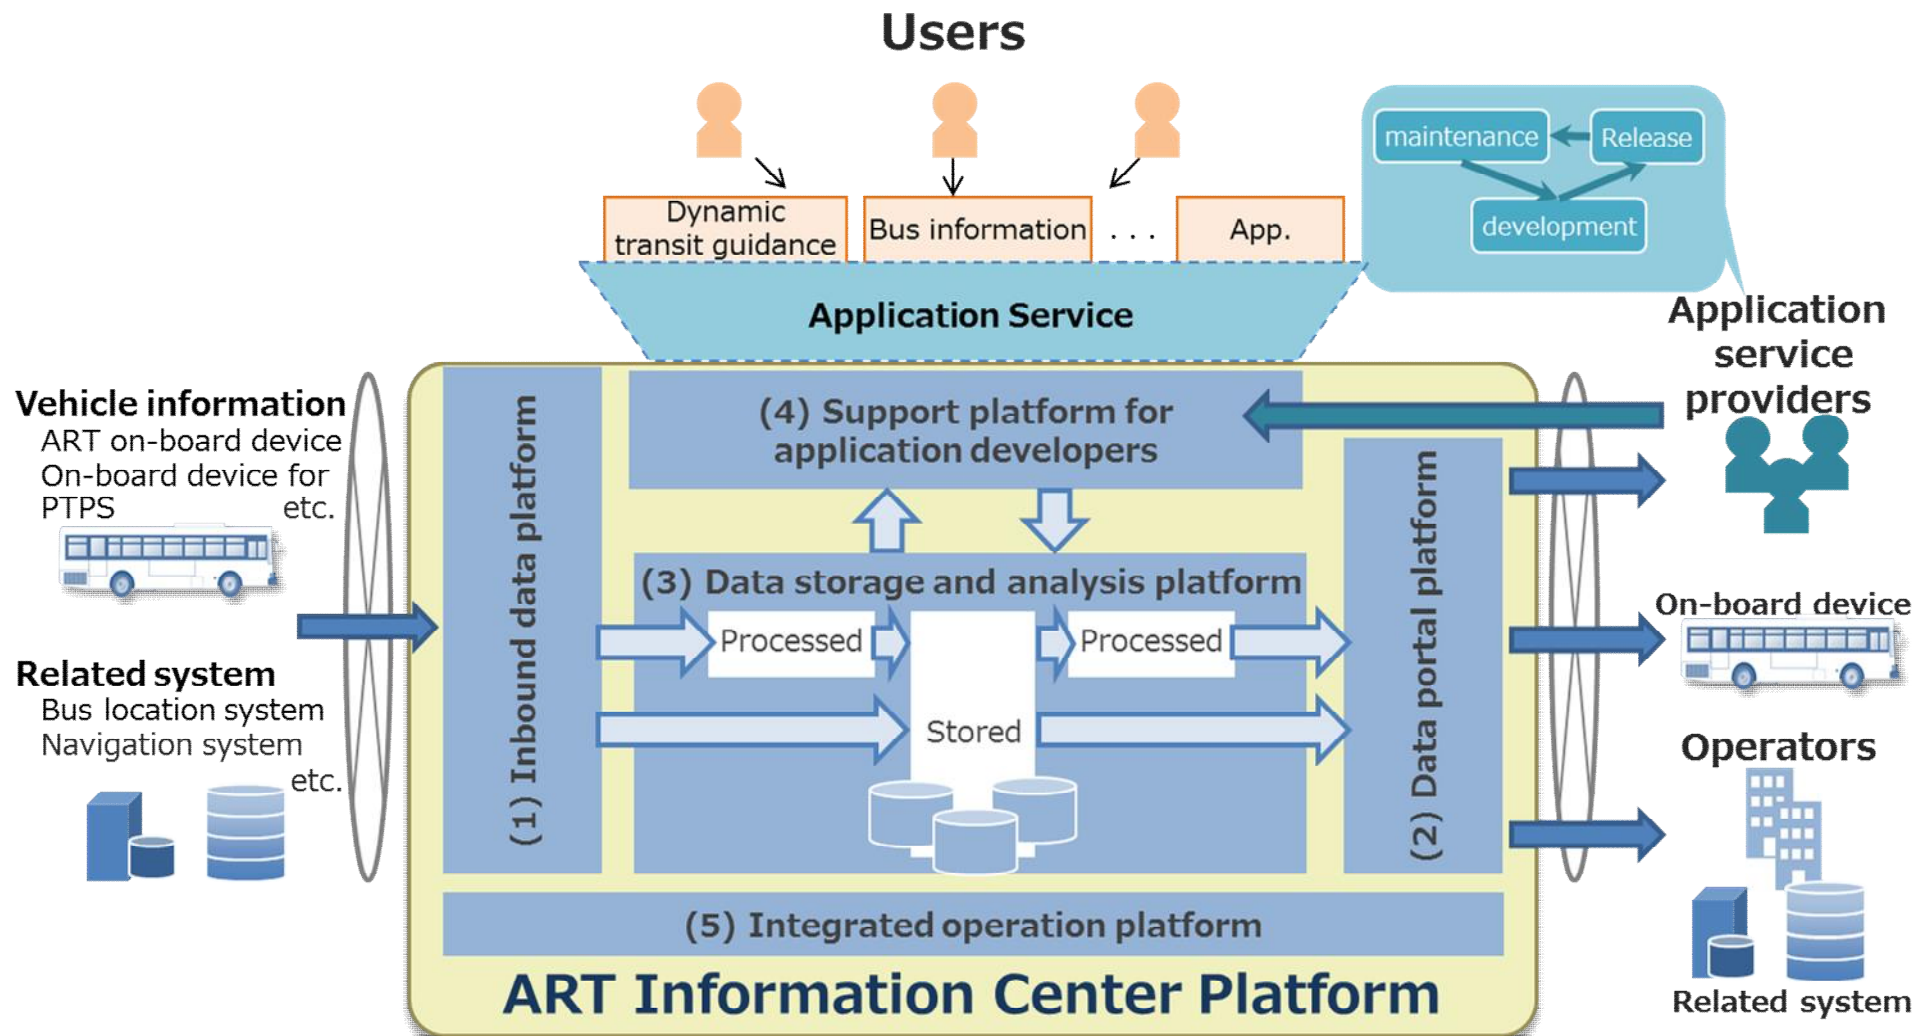 Users
Dynamic
transit guidance
Bus information
. . .
App.
maintenance
Release
development
Application Service
Application
service
providers
Vehicle information
ART on-board device
On-board device for
PTPS etc.
Related system
Bus location system
Navigation system
etc.
(1) Inbound data platform
(4) Support platform for
application developers
(3) Data storage and analysis platform
Processed
Stored
Processed
(2) Data portal platform
(5) Integrated operation platform
ART Information Center Platform
On-board device
Operators
Related system